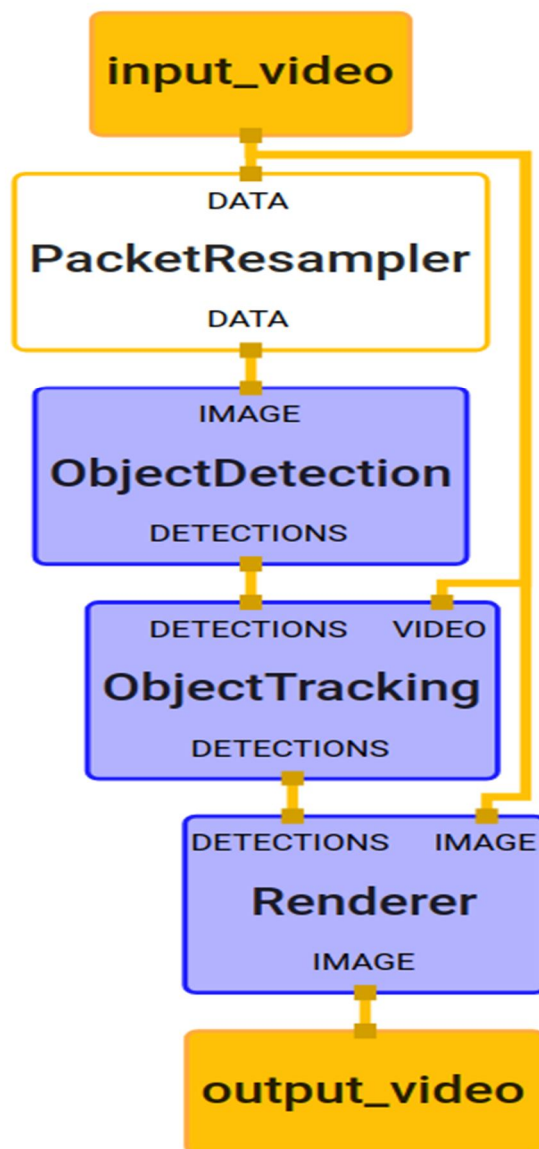 input_video
DATA
PacketResampler
DATA
IMAGE
ObjectDetection
DETECTIONS
DETECTIONS VIDEO
ObjectTracking
DETECTIONS
DETECTIONS IMAGE
Renderer
IMAGE
output_video